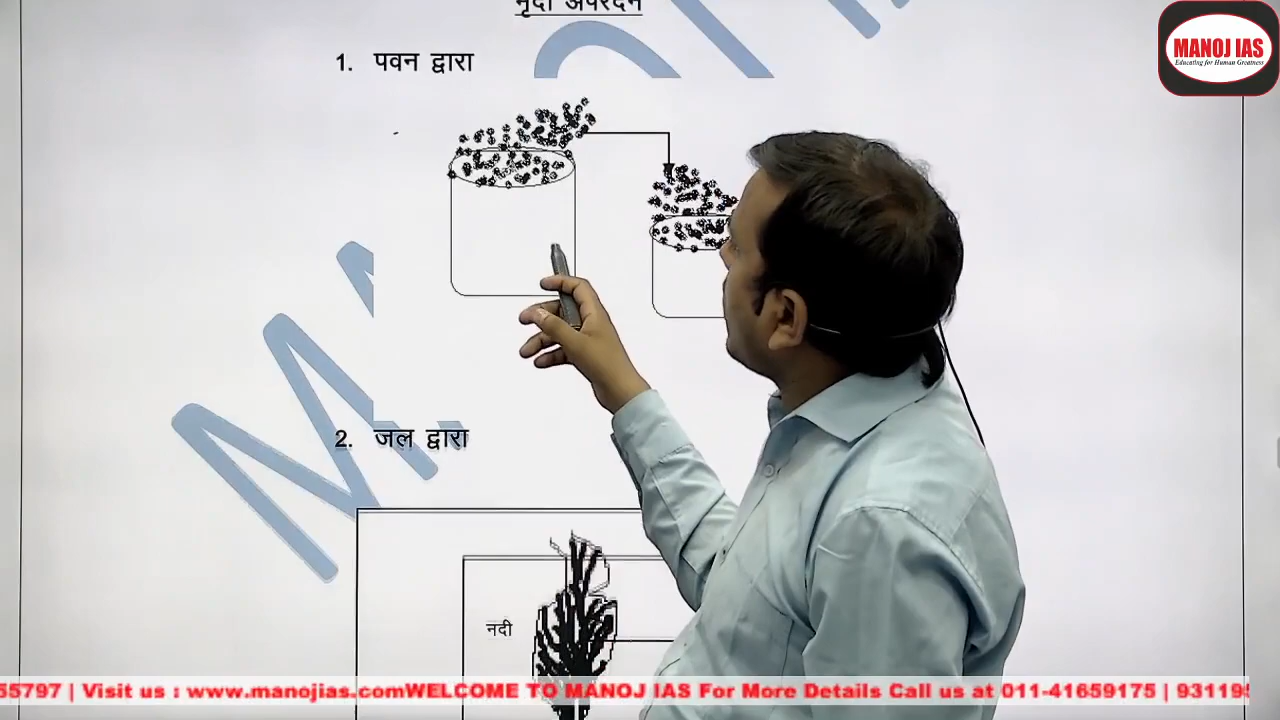 मृदा अपरदन
MANOJ IAS
Educating for Human Greatness
1. पवन द्वारा
2. जल द्वारा
नदी
55797 | Visit us : www.manojias.comWELCOME TO MANOJ IAS For More Details Call us at 011-41659175 | 93119